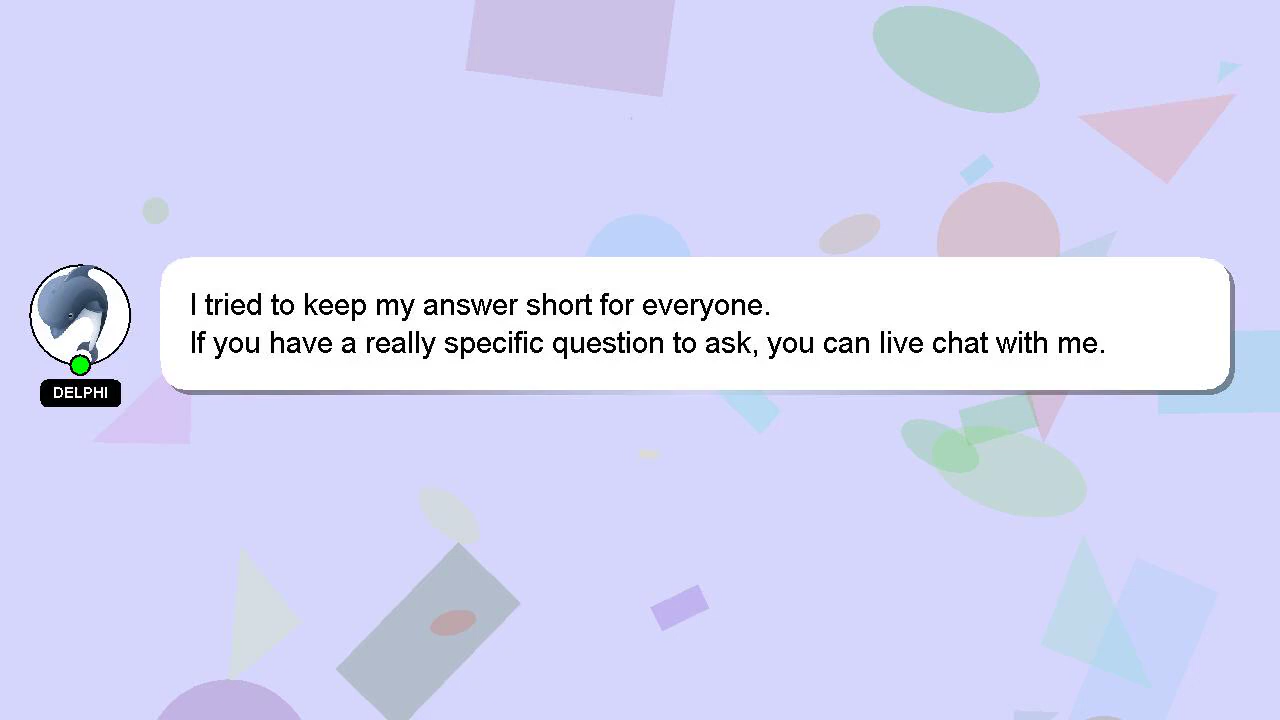 I tried to keep my answer short for everyone.
If you have a really specific question to ask, you can live chat with me.
DELPHI